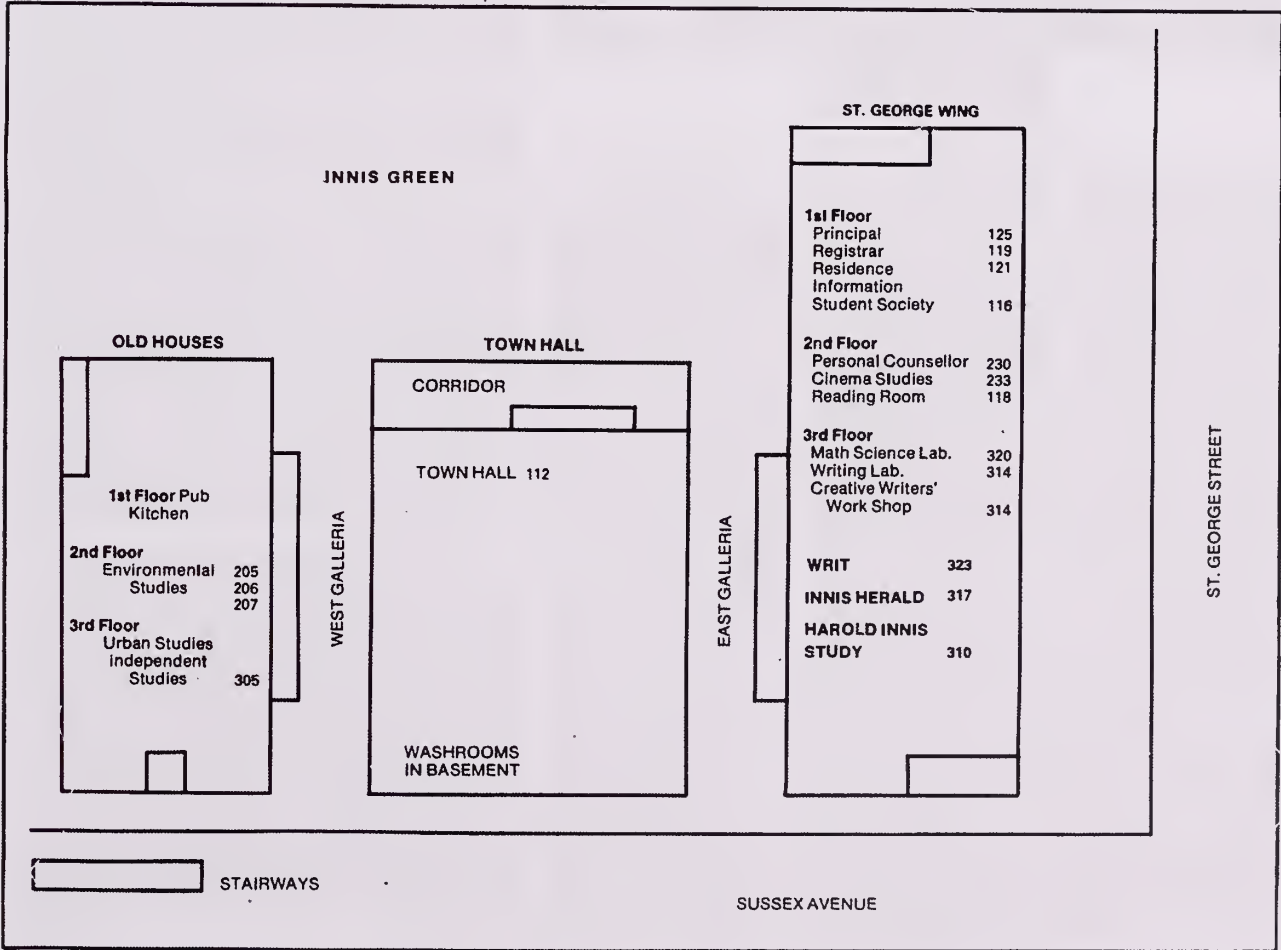 INNIS GREEN
OLD HOUSES
1st Floor Pub
Kitchen
2nd Floor
Environmental 205
Studies 206
207
3rd Floor
Urban Studies
independent
Studies 305
WEST GALLERIA
TOWN HALL
CORRIDOR
TOWN HALL 112
WASHROOMS
IN BASEMENT
EAST GALLERIA
ST. GEORGE WING
1st Floor
Principal 125
Registrar 119
Residence 121
Information
Student Society 116
2nd Floor
Personal Counsellor 230
Cinema Studies 233
Reading Room 118
3rd Floor
Math Science Lab. 320
Writing Lab. 314
Creative Writers'
Work Shop 314
WRIT 323
INNIS HERALD 317
HAROLD INNIS
STUDY 310
ST. GEORGE STREET
STAIRWAYS
SUSSEX AVENUE